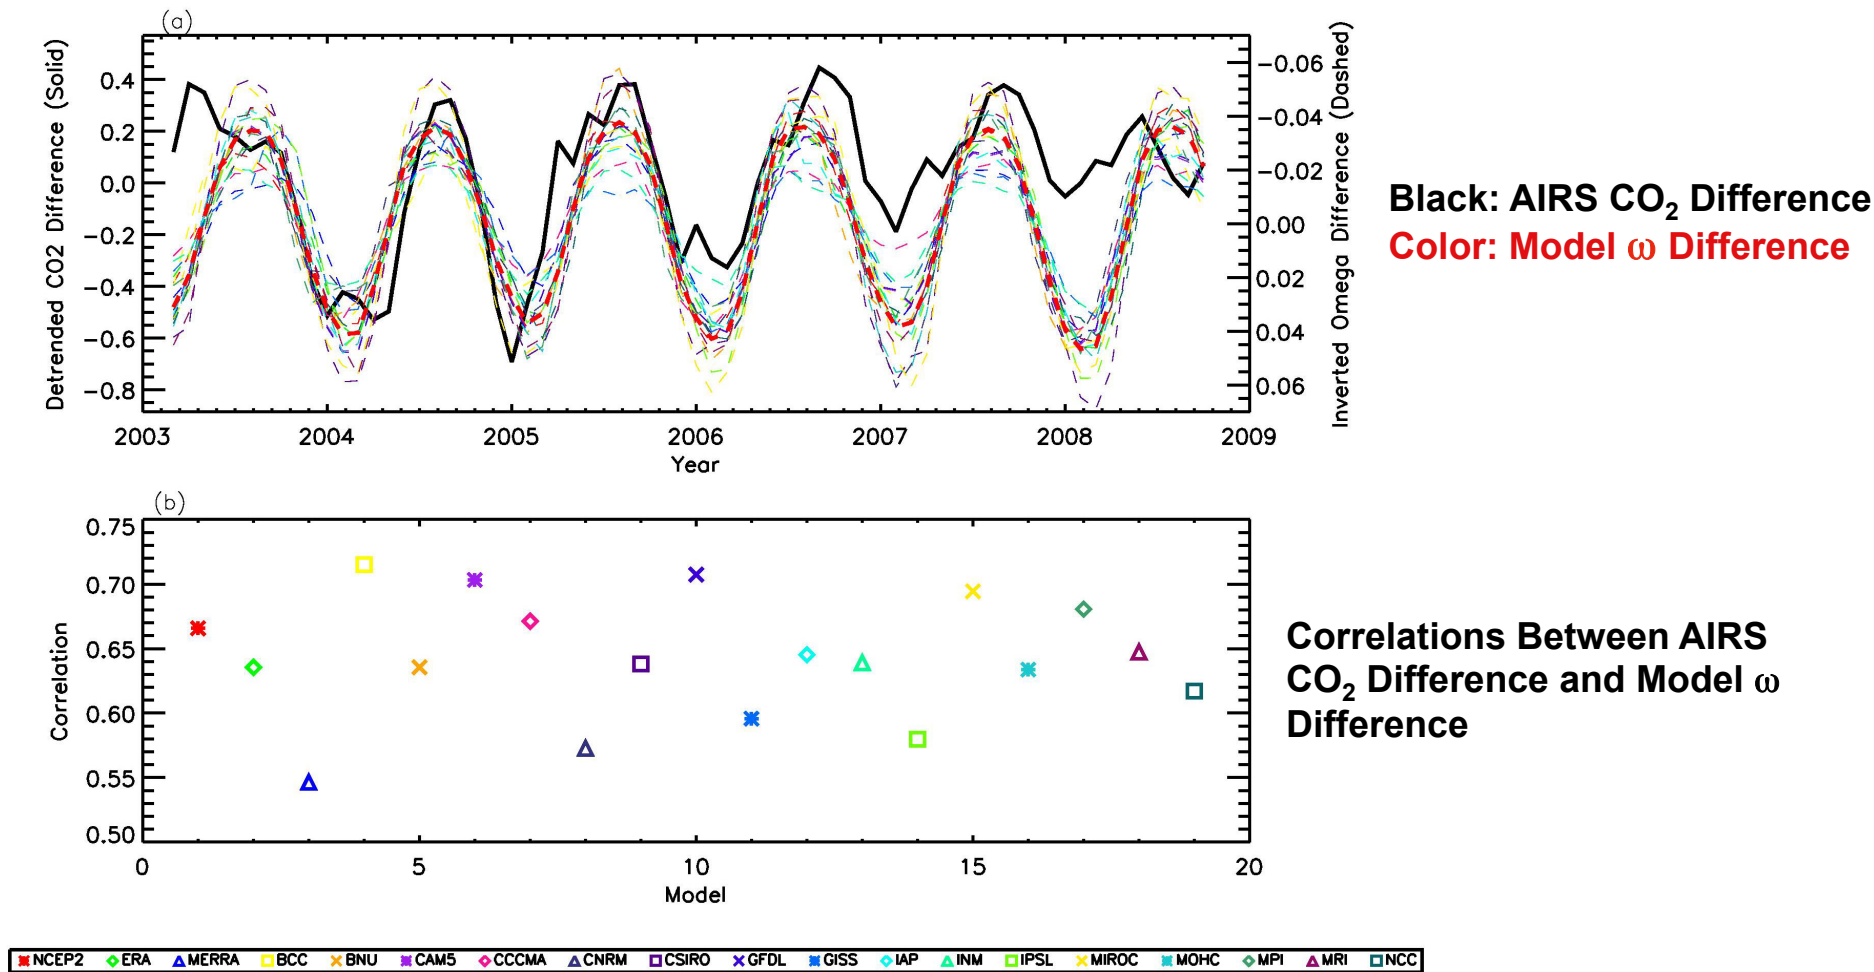 (a)
Detrended CO2 Difference (Solid)
0.4
0.2
0.0
−0.2
−0.4
−0.6
−0.8
−0.06
−0.04
−0.02
0.00
0.02
0.04
0.06
Inverted Omega Difference (Dashed)
2003 2004 2005 2006 2007 2008 2009
Year
Black: AIRS CO₂ Difference
Color: Model ω Difference
(b)
Correlation
0.75
0.70
0.65
0.60
0.55
0.50
0 5 10 15 20
Model
Correlations Between AIRS
CO₂ Difference and Model ω
Difference
NCEP2 ERA MERRA BCC BNU CAM5 CCCMA CNRM CSIRO GFDL GISS IAP INM IPSL MIROC MOHC MPI MRI NCC